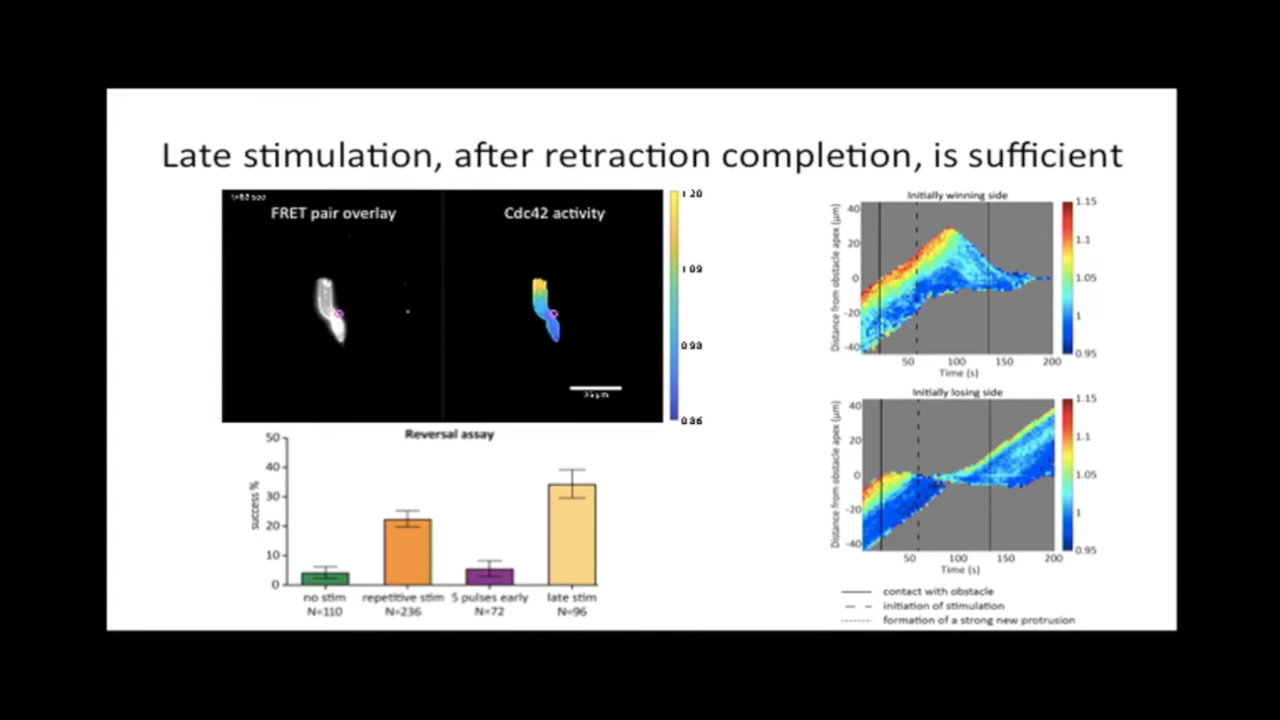 Late stimulation, after retraction completion, is sufficient
FRET pair overlay
Cdc42 activity
1 20
1 09
0 98
0 86
Reversal assay
success %
50
40
30
20
10
0
no stim
N=110
repetitive stim
N=236
5 pulses early
N=72
late stim
N=96
Initially winning side
Distance from obstacle apex (μm)
40
20
0
-20
-40
50 100 150 200
Time (s)
1.15
1.1
1.05
1
0.95
Initially losing side
Distance from obstacle apex (μm)
40
20
0
-20
-40
50 100 150 200
Time (s)
1.15
1.1
1.05
1
0.95
contact with obstacle
initiation of stimulation
formation of a strong new protrusion